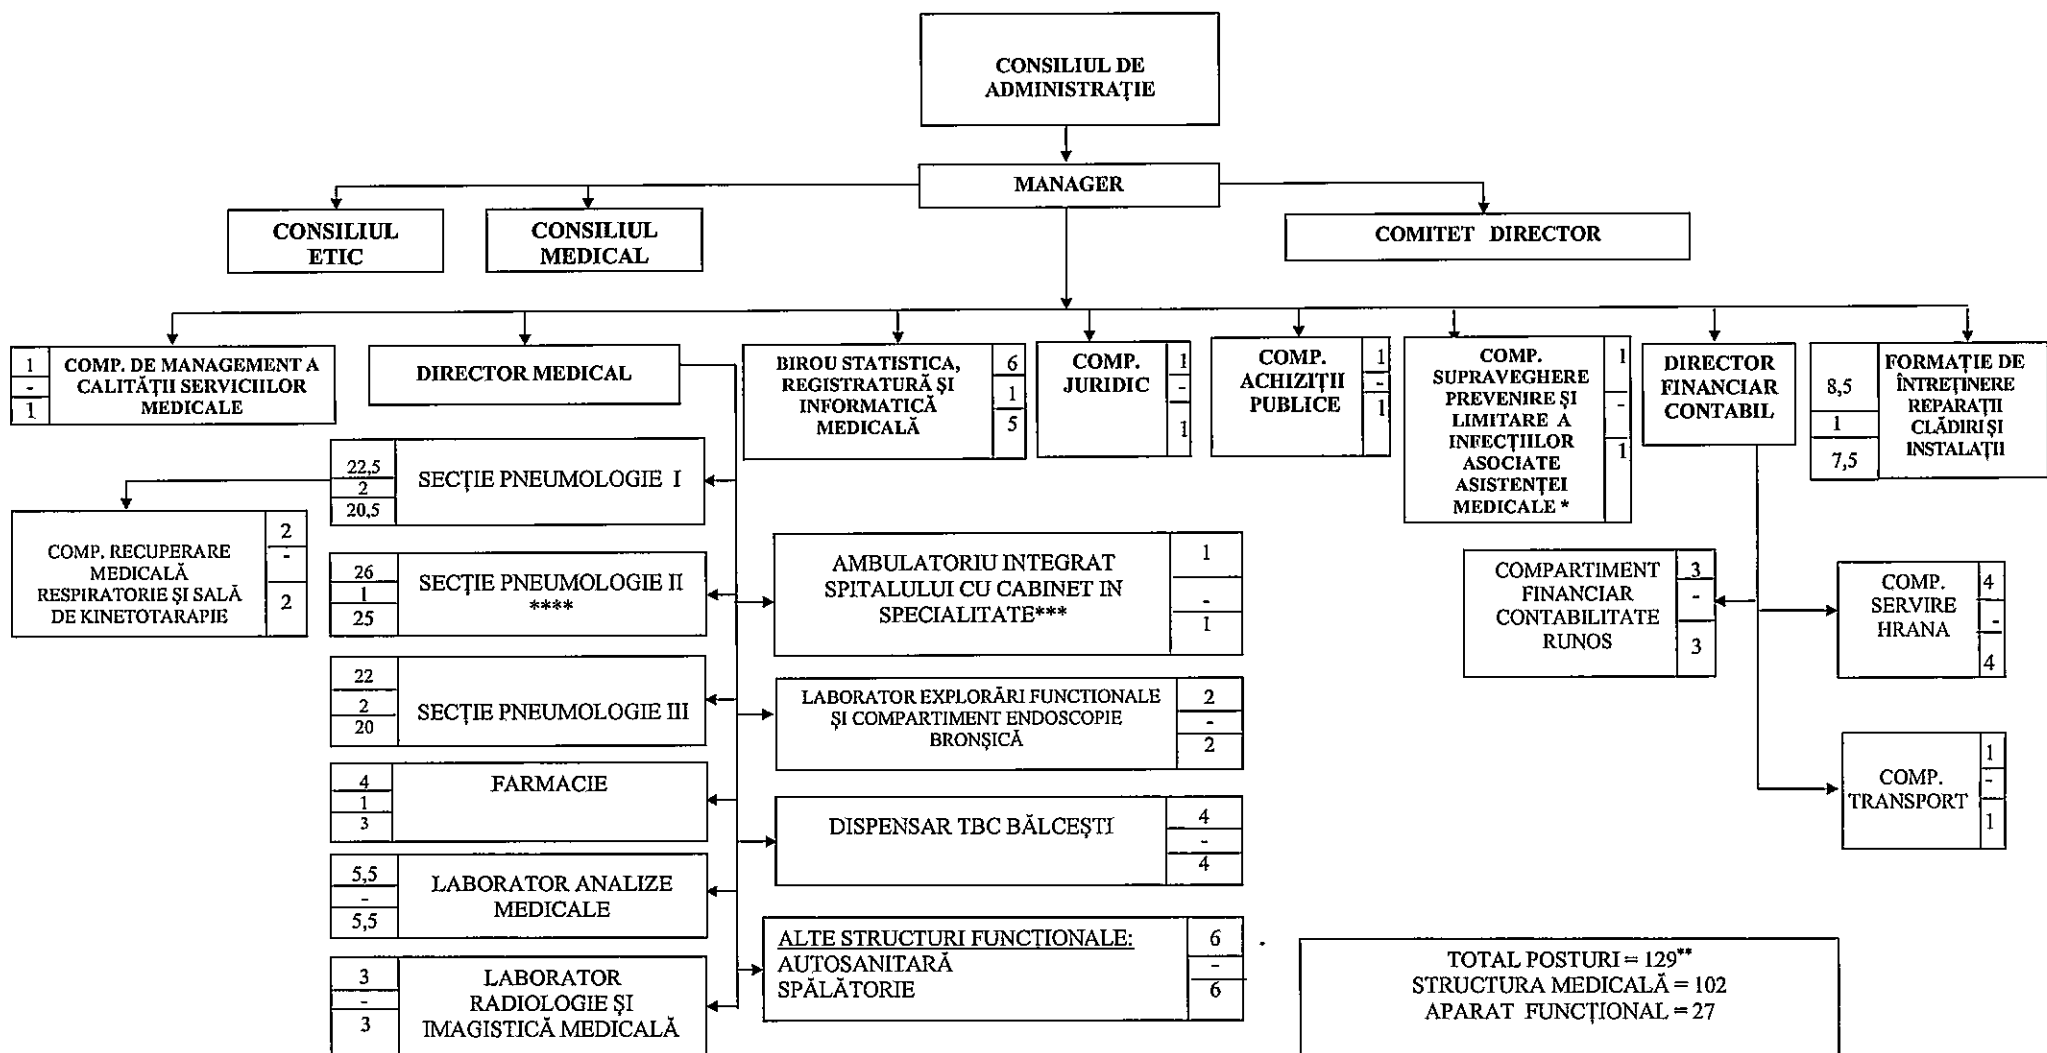 CONSILIUL DE
ADMINISTRAȚIE
MANAGER
CONSILIUL
ETIC
CONSILIUL
MEDICAL
COMITET DIRECTOR
1
-
1
COMP. DE MANAGEMENT A
CALITĂȚII SERVICIILOR
MEDICALE
DIRECTOR MEDICAL
BIROU STATISTICA,
REGISTRATURĂ ȘI
INFORMATICĂ
MEDICALĂ
6
1
5
COMP.
JURIDIC
1
-
1
COMP.
ACHIZIȚII
PUBLICE
1
-
1
COMP.
SUPRAVEGHERE
PREVENIRE ȘI
LIMITARE A
INFECȚIILOR
ASOCIATE
ASISTENȚEI
MEDICALE *
1
-
1
DIRECTOR
FINANCIAR
CONTABIL
8,5
1
7,5
FORMAȚIE DE
ÎNTREȚINERE
REPARAȚII
CLĂDIRI ȘI
INSTALAȚII
22,5
2
20,5
SECȚIE PNEUMOLOGIE I
COMP. RECUPERARE
MEDICALĂ
RESPIRATORIE ȘI SALĂ
DE KINETOTARAPIE
2
-
2
26
1
25
SECȚIE PNEUMOLOGIE II
****
AMBULATORIU INTEGRAT
SPITALULUI CU CABINET IN
SPECIALITATE***
1
-
1
COMPARTIMENT
FINANCIAR
CONTABILITATE
RUNOS
3
-
3
COMP.
SERVIRE
HRANA
4
-
4
22
2
20
SECȚIE PNEUMOLOGIE III
LABORATOR EXPLORĂRI FUNCTIONALE
ȘI COMPARTIMENT ENDOSCOPIE
BRONȘICĂ
2
-
2
COMP.
TRANSPORT
1
-
1
4
1
3
FARMACIE
DISPENSAR TBC BĂLCEȘTI
4
-
4
5,5
-
5,5
LABORATOR ANALIZE
MEDICALE
ALTE STRUCTURI FUNCȚIONALE:
AUTOSANITARĂ
SPĂLĂTORIE
6
-
6
3
-
3
LABORATOR
RADIOLOGIE ȘI
IMAGISTICĂ MEDICALĂ
TOTAL POSTURI = 129**
STRUCTURA MEDICALĂ = 102
APARAT FUNCȚIONAL = 27